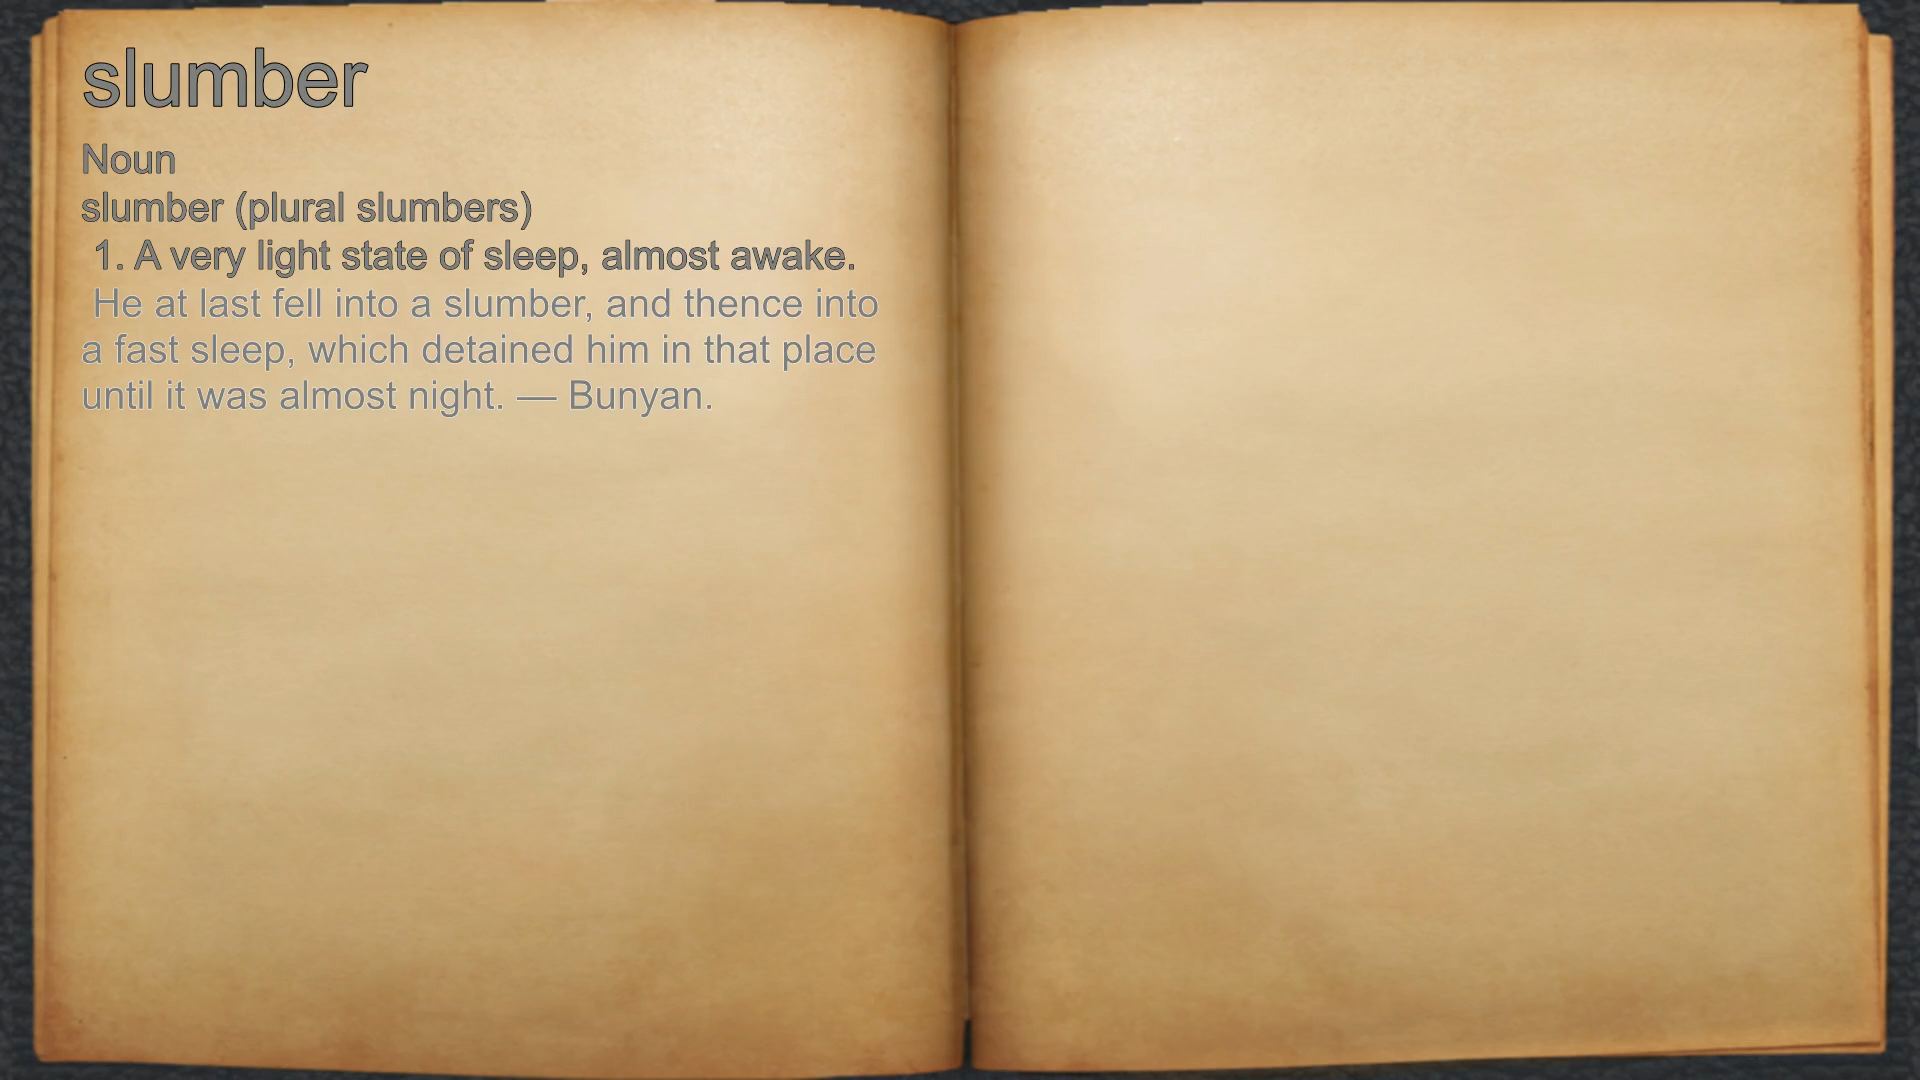 slumber
Noun
slumber (plural slumbers)
1. A very light state of sleep, almost awake.
He at last fell into a slumber, and thence into
a fast sleep, which detained him in that place
until it was almost night. — Bunyan.